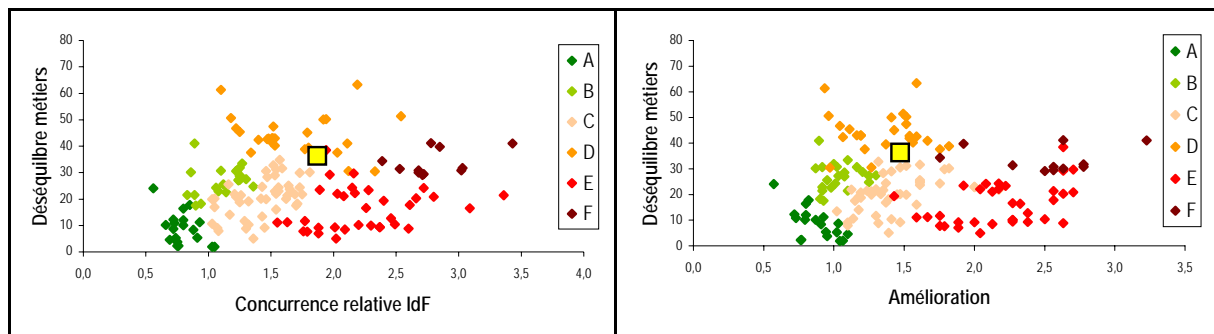 Déséquilbre métiers
80
70
60
50
40
30
20
10
0
0,0 0,5 1,0 1,5 2,0 2,5 3,0 3,5 4,0
Concurrence relative IdF
A
B
C
D
E
F
Déséquilbre métiers
80
70
60
50
40
30
20
10
0
0,0 0,5 1,0 1,5 2,0 2,5 3,0 3,5
Amélioration
A
B
C
D
E
F